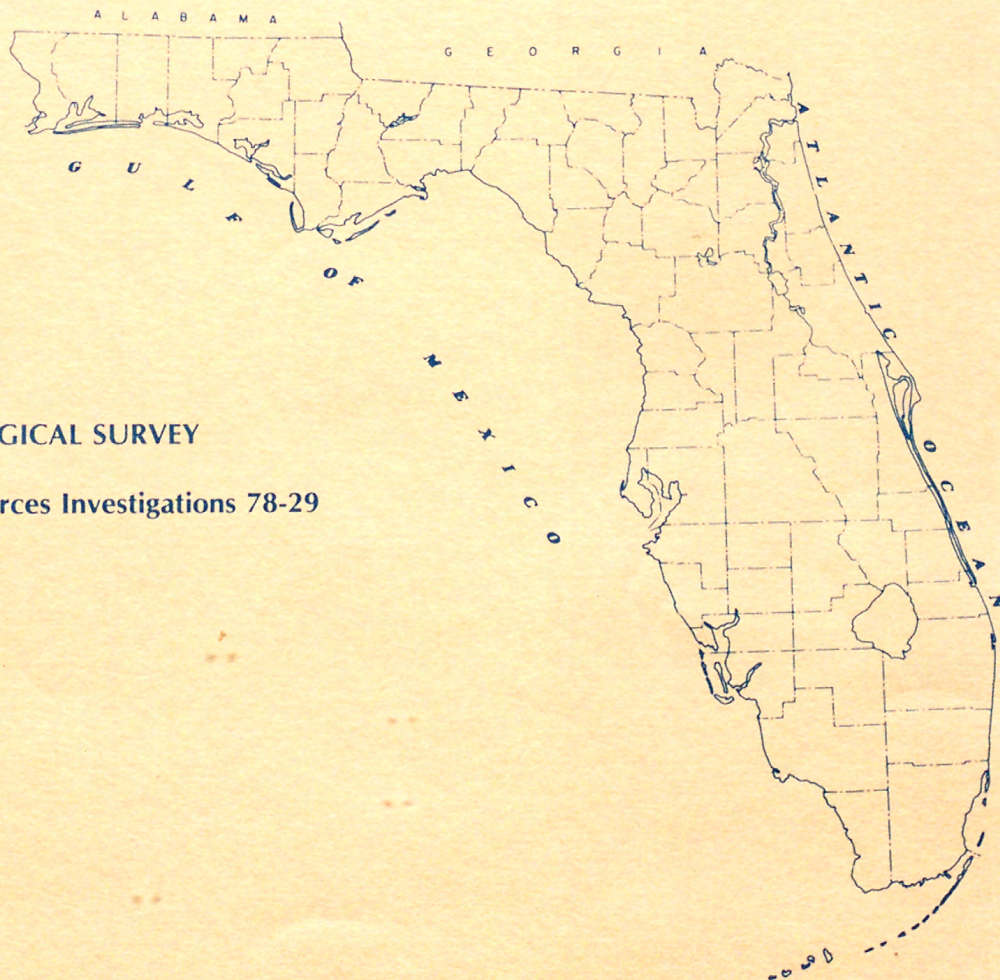 ALABAMA
GEORGIA
GULF OF MEXICO
ATLANTIC OCEAN
GICAL SURVEY
rces Investigations 78-29